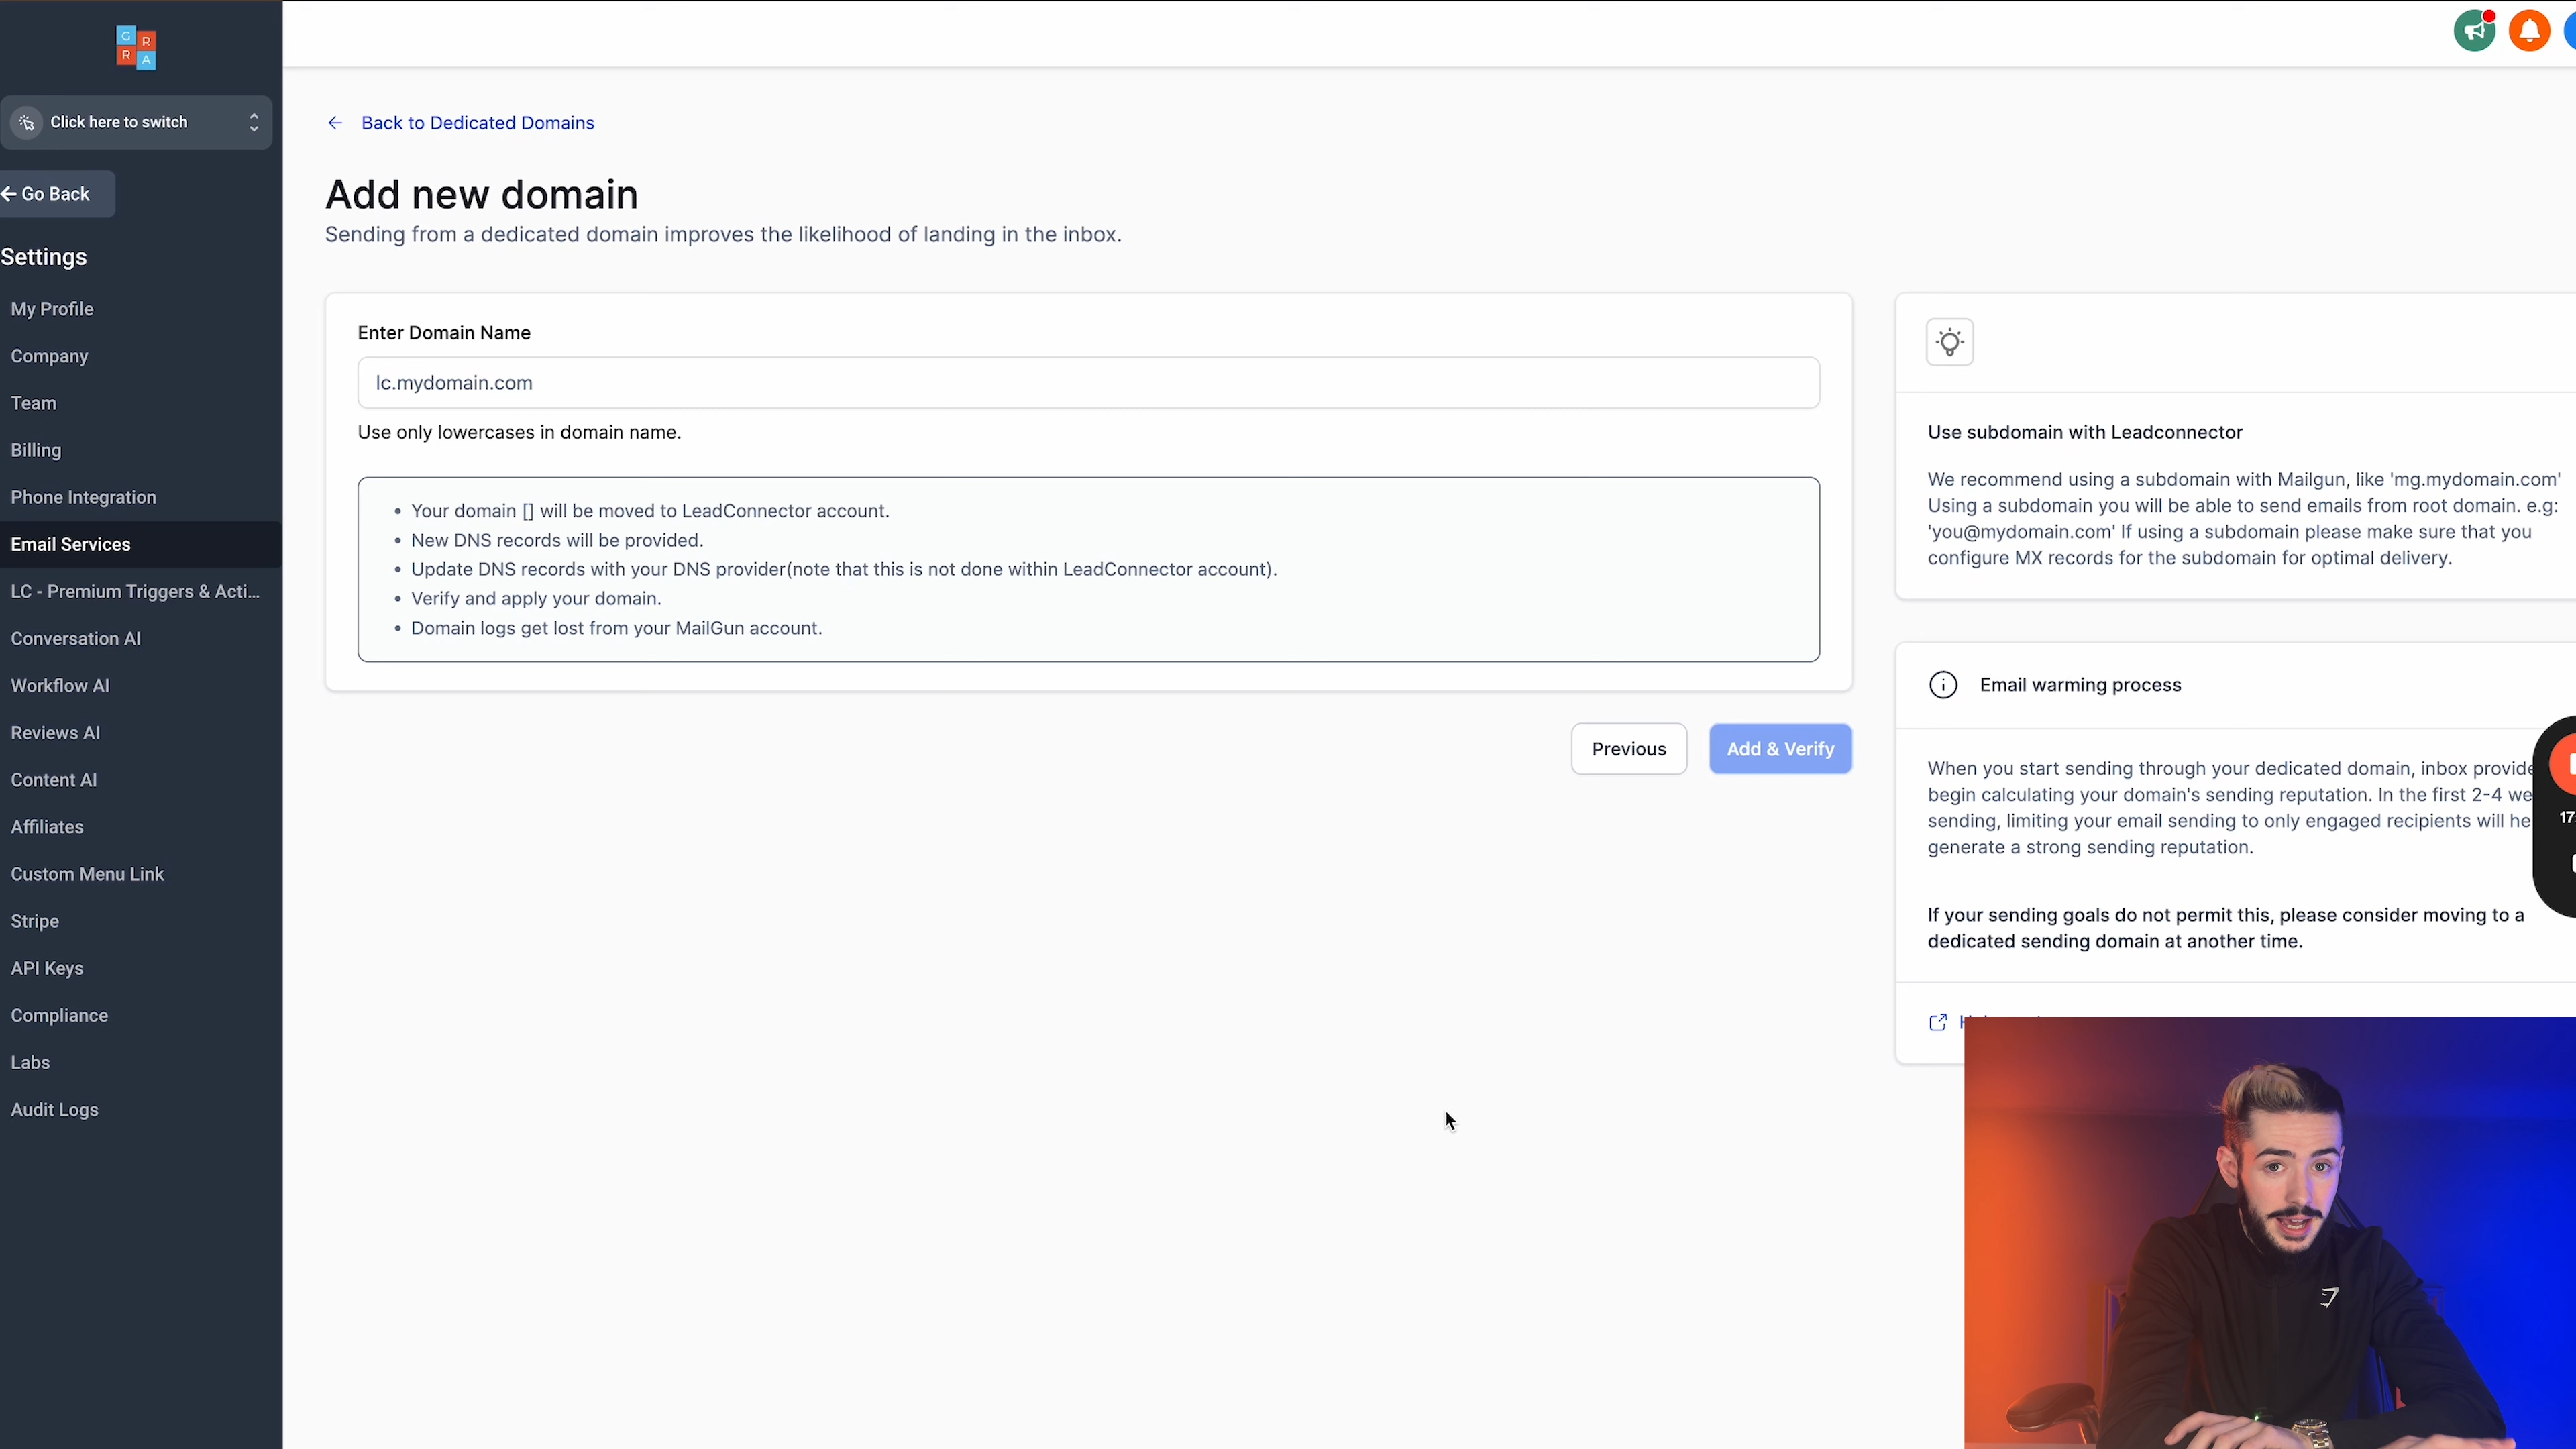 G R
R A
Click here to switch
Go Back
Settings
My Profile
Company
Team
Billing
Phone Integration
Email Services
LC - Premium Triggers & Acti...
Conversation AI
Workflow AI
Reviews AI
Content AI
Affiliates
Custom Menu Link
Stripe
API Keys
Compliance
Labs
Audit Logs
Back to Dedicated Domains
Add new domain
Sending from a dedicated domain improves the likelihood of landing in the inbox.
Enter Domain Name
lc.mydomain.com
Use only lowercases in domain name.
• Your domain [] will be moved to LeadConnector account.
• New DNS records will be provided.
• Update DNS records with your DNS provider(note that this is not done within LeadConnector account).
• Verify and apply your domain.
• Domain logs get lost from your MailGun account.
Previous
Add & Verify
Use subdomain with Leadconnector
We recommend using a subdomain with Mailgun, like 'mg.mydomain.com'
Using a subdomain you will be able to send emails from root domain. e.g:
'you@mydomain.com' If using a subdomain please make sure that you
configure MX records for the subdomain for optimal delivery.
Email warming process
When you start sending through your dedicated domain, inbox provide
begin calculating your domain's sending reputation. In the first 2-4 we
sending, limiting your email sending to only engaged recipients will he
generate a strong sending reputation.
If your sending goals do not permit this, please consider moving to a
dedicated sending domain at another time.
17